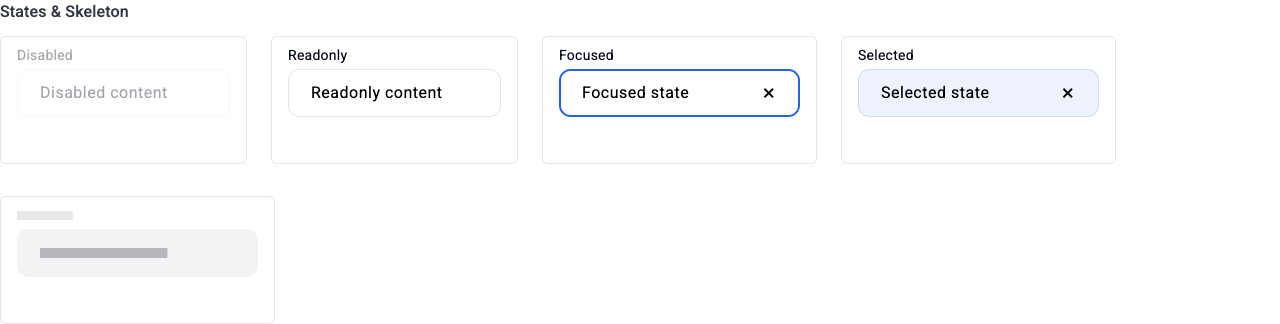 States & Skeleton
Disabled
Disabled content
Readonly
Readonly content
Focused
Focused state ×
Selected
Selected state ×